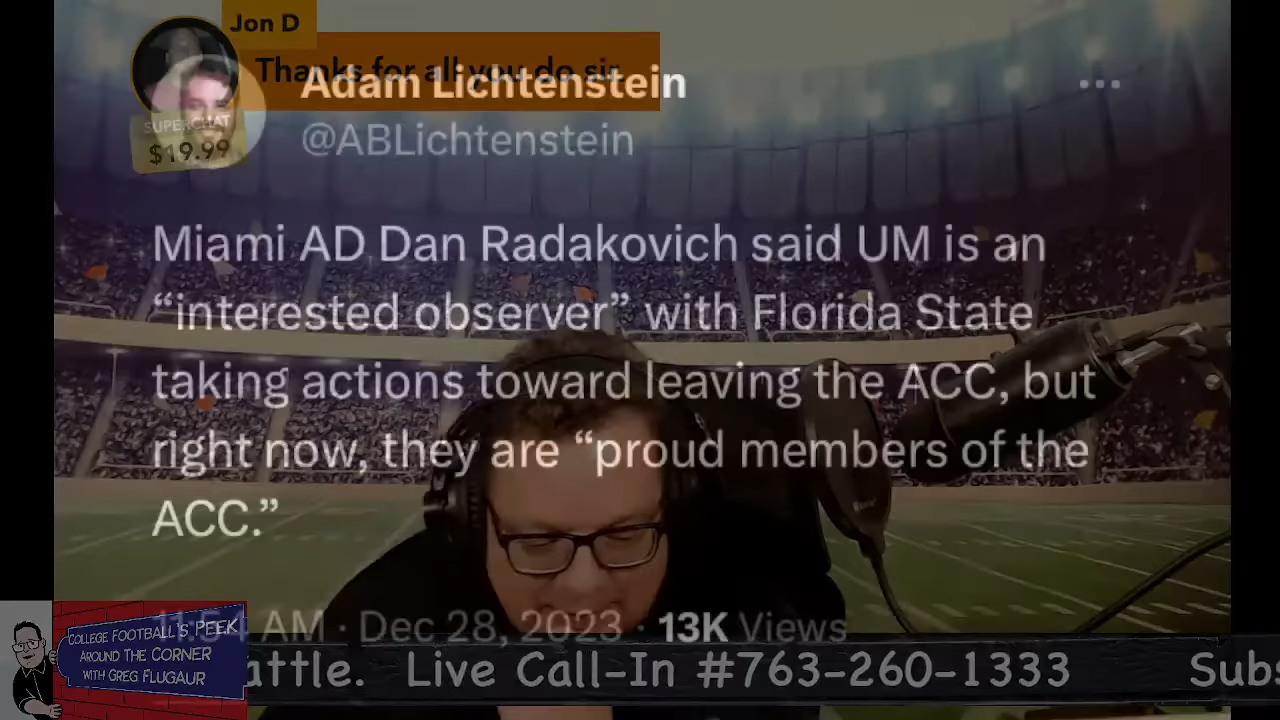 Jon D
Thanks for all you do sir
Adam Lichtenstein
SUPERCHAT
$19.99
@ABLichtenstein
Miami AD Dan Radakovich said UM is an
“interested observer” with Florida State
taking actions toward leaving the ACC, but
right now, they are “proud members of the
ACC.”
11:54 AM · Dec 28, 2023 · 13K Views
COLLEGE FOOTBALL'S PEEK
AROUND THE CORNER
WITH GREG FLUGAUR
attle. Live Call-In #763-260-1333 Subs